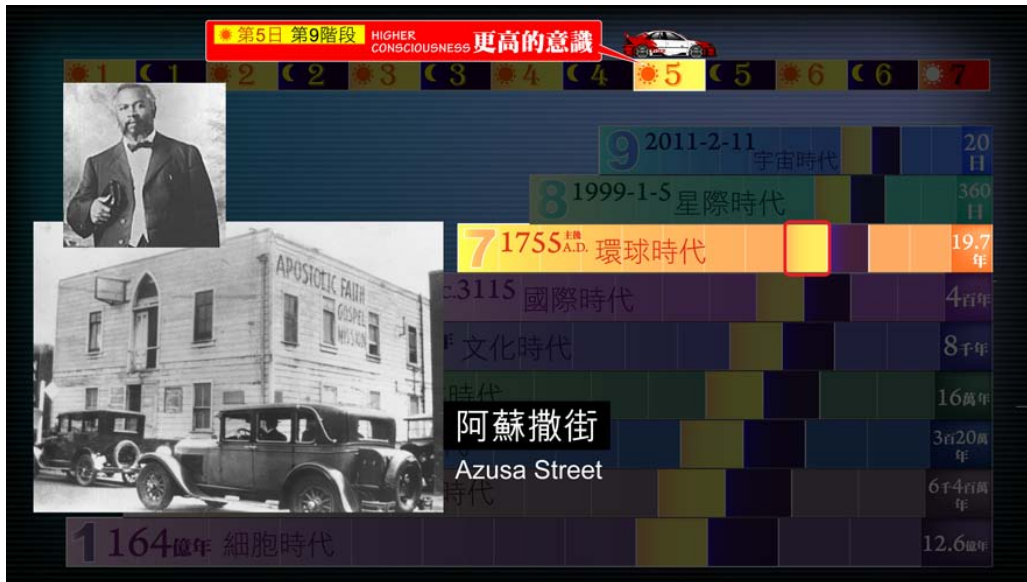 第5日 第9階段 HIGHER CONSCIOUSNESS 更高的意識
1 1 2 2 3 3 4 4 5 5 6 6 7
9 2011-2-11 宇宙時代 20日
8 1999-1-5 星際時代 360日
7 1755 主後 A.D. 環球時代 19.7年
.3115 國際時代 4百年
文化時代 8千年
時代 16萬年
3百20萬年
時代 6千4百萬年
1 164億年 細胞時代 12.6億年
APOSTOLIC FAITH
GOSPEL
MISSION
阿蘇撒街
Azusa Street